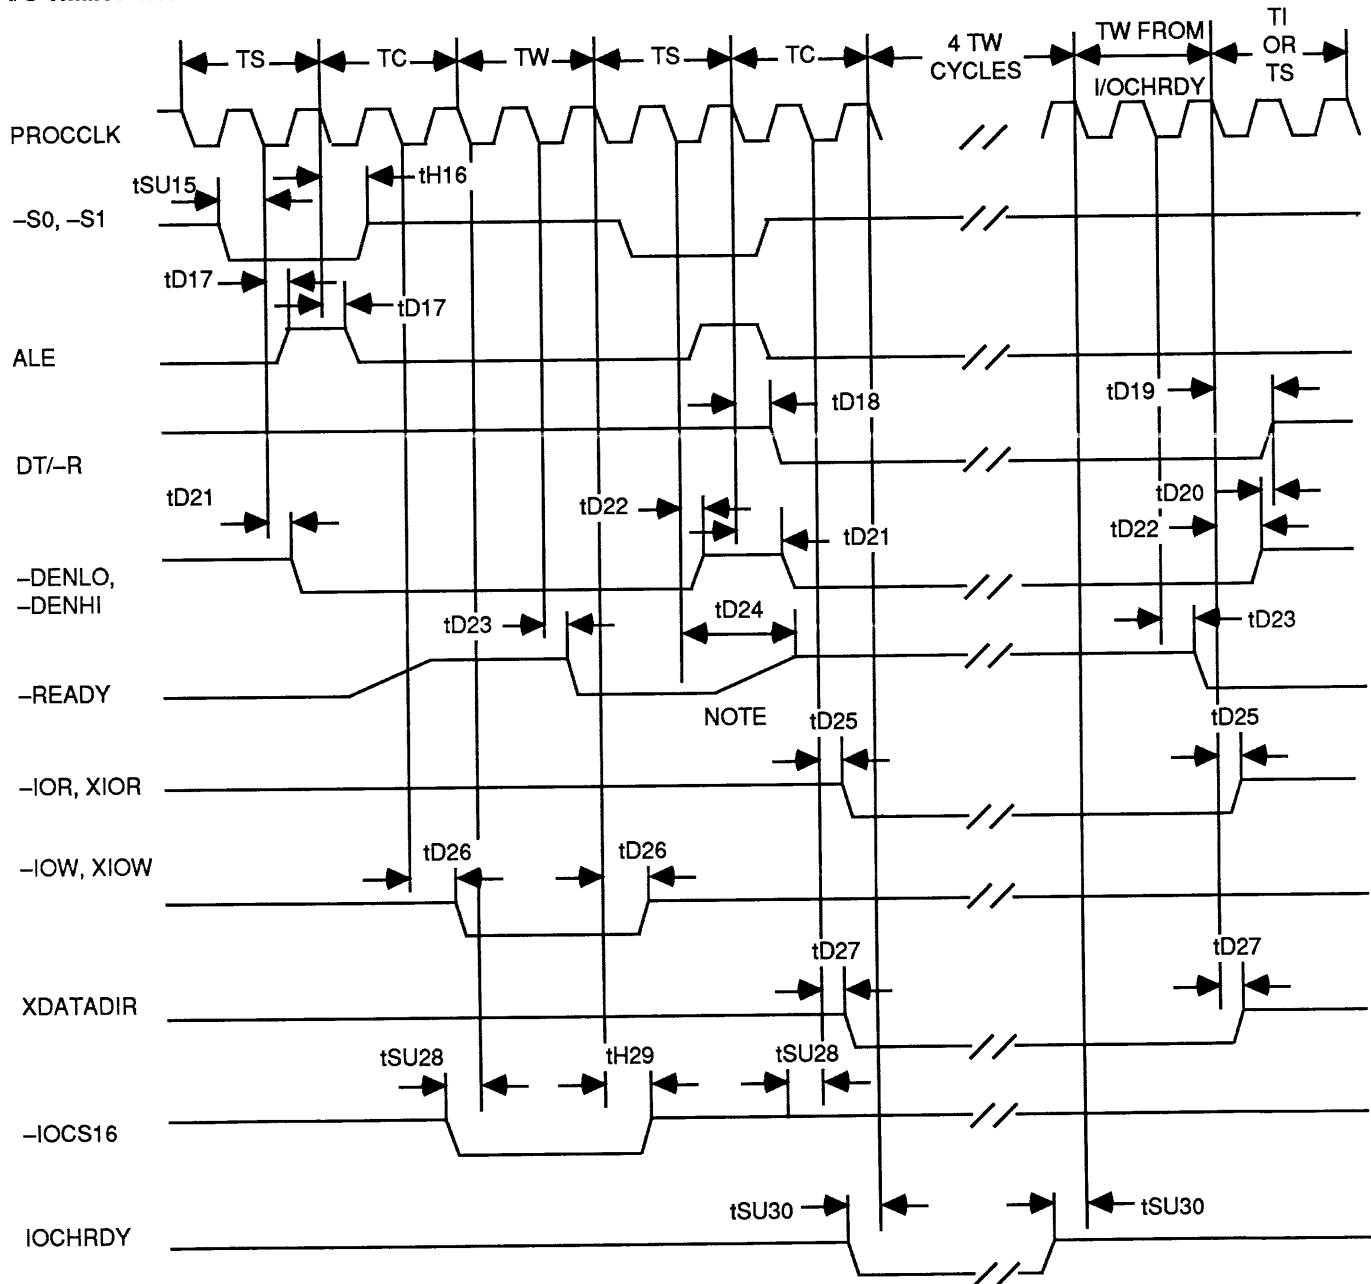 TS TC TW TS TC 4 TW CYCLES TW FROM I/OCHRDY TI OR TS
PROCCLK
tSU15 tH16
–S0, –S1
tD17 tD17
ALE
tD18 tD19
DT/–R
tD21 tD22 tD21 tD20 tD22
–DENLO,
–DENHI
tD23 tD24 tD23
–READY
NOTE
tD25 tD25
–IOR, XIOR
tD26 tD26
–IOW, XIOW
tD27 tD27
XDATADIR
tSU28 tH29 tSU28
–IOCS16
tSU30 tSU30
IOCHRDY